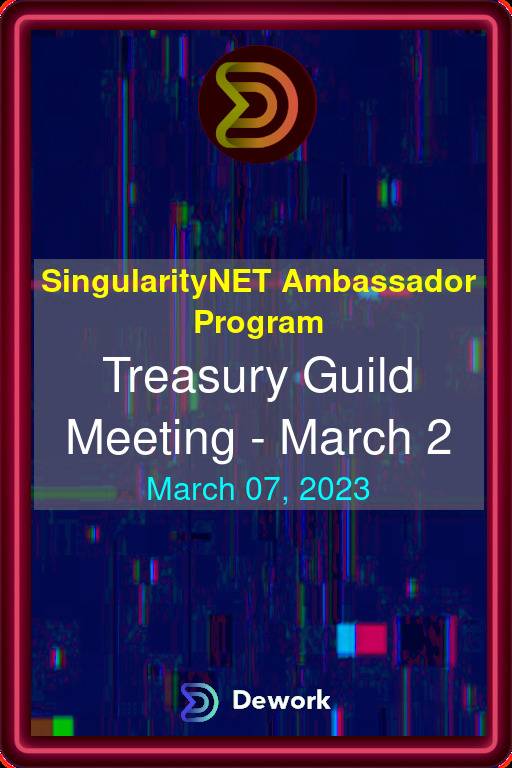 SingularityNET Ambassador
Program
Treasury Guild
Meeting - March 2
March 07, 2023
Dework